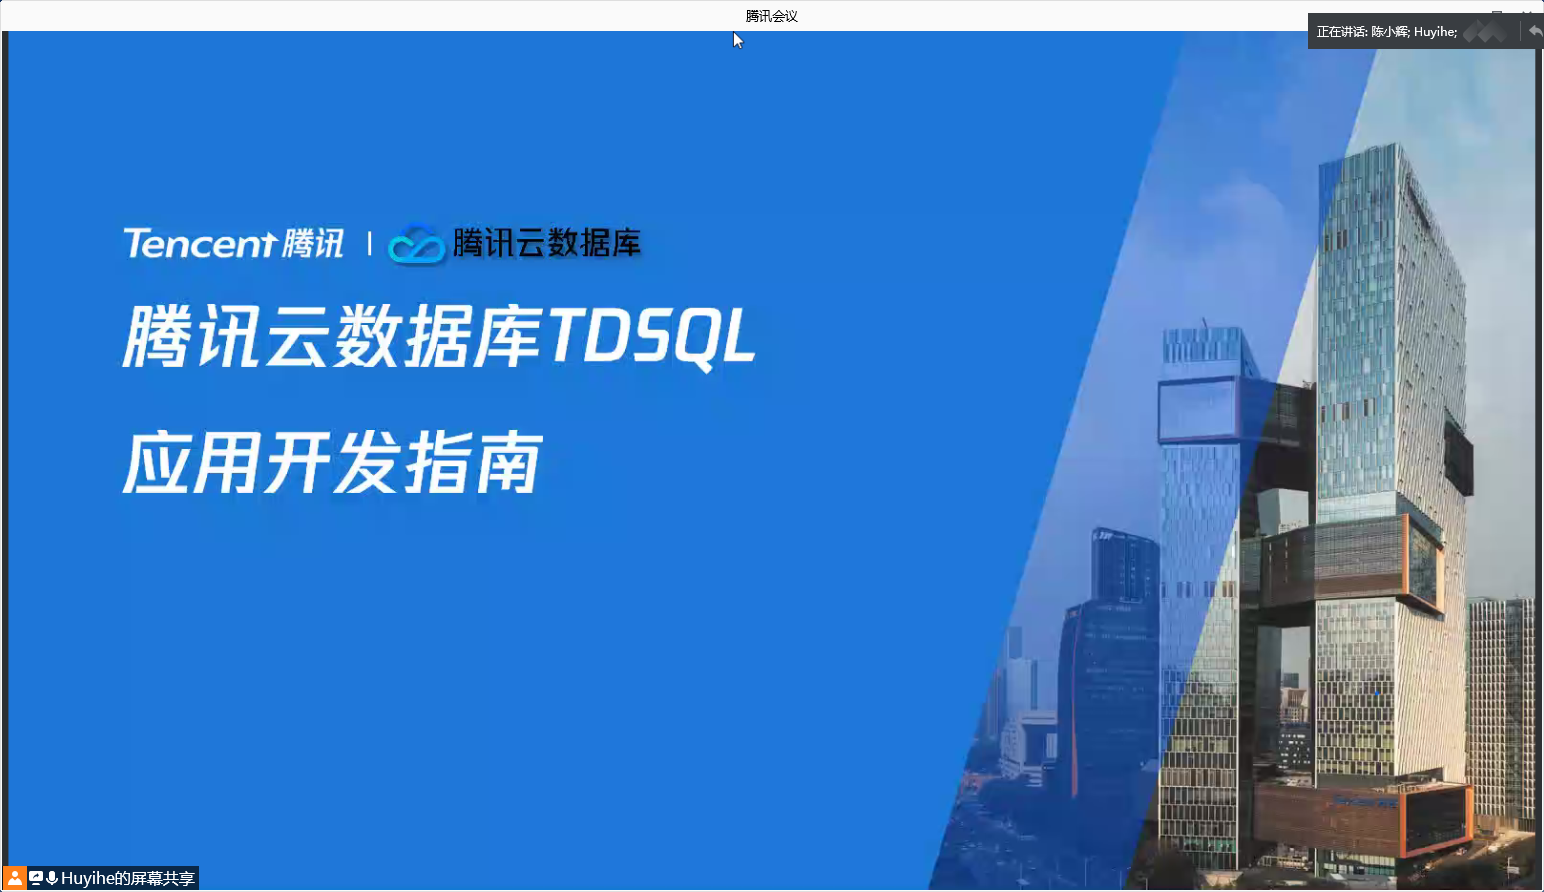 腾讯会议
正在讲话: 陈小辉; Huyihe;
Tencent 腾讯 | 腾讯云数据库
腾讯云数据库TDSQL
应用开发指南
Huyihe的屏幕共享